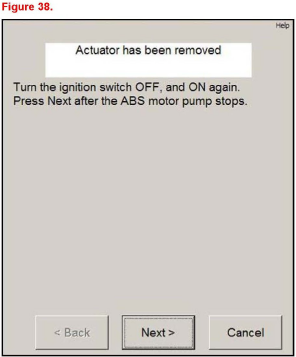 Figure 38.
Help
Actuator has been removed
Turn the ignition switch OFF, and ON again.
Press Next after the ABS motor pump stops.
< Back
Next >
Cancel